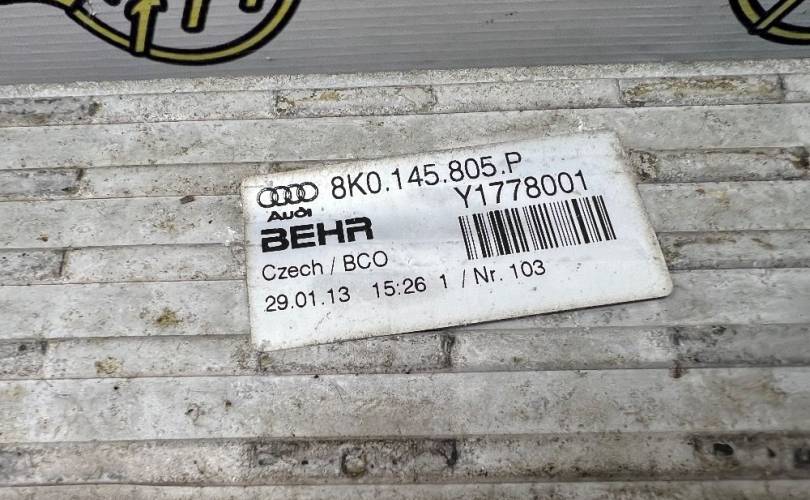 8K0.145.805.P
Audi
Y1778001
BEHR
Czech / BCO
29.01.13 15:26 1 / Nr. 103